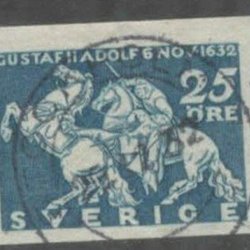 GUSTAF II ADOLF 6 NOV 1632
25
ÖRE
SVERIGE